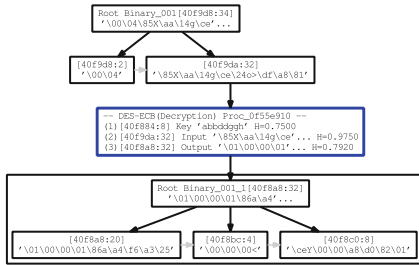 Root Binary_001[40f9d8:34]
'\00\04\85X\aa\14g\ce'...
[40f9d8:2]
'\00\04'
[40f9da:32]
'\85X\aa\14g\ce\24o>\df\a8\81'
-- DES-ECB(Decryption) Proc_0f55e910 --
(1)[40f884:8] Key 'abbddggh' H=0.7500
(2)[40f9da:32] Input '\85X\aa\14g\ce'... H=0.9750
(3)[40f8a8:32] Output '\01\00\00\01'... H=0.7920
Root Binary_001_1[40f8a8:32]
'\01\00\00\01\86a\a4'...
[40f8a8:20]
'\01\00\00\01\86a\a4\f6\a3\25'
[40f8bc:4]
'\00\00\00<'
[40f8c0:8]
'\ceY\00\00\a8\d0\82\01'